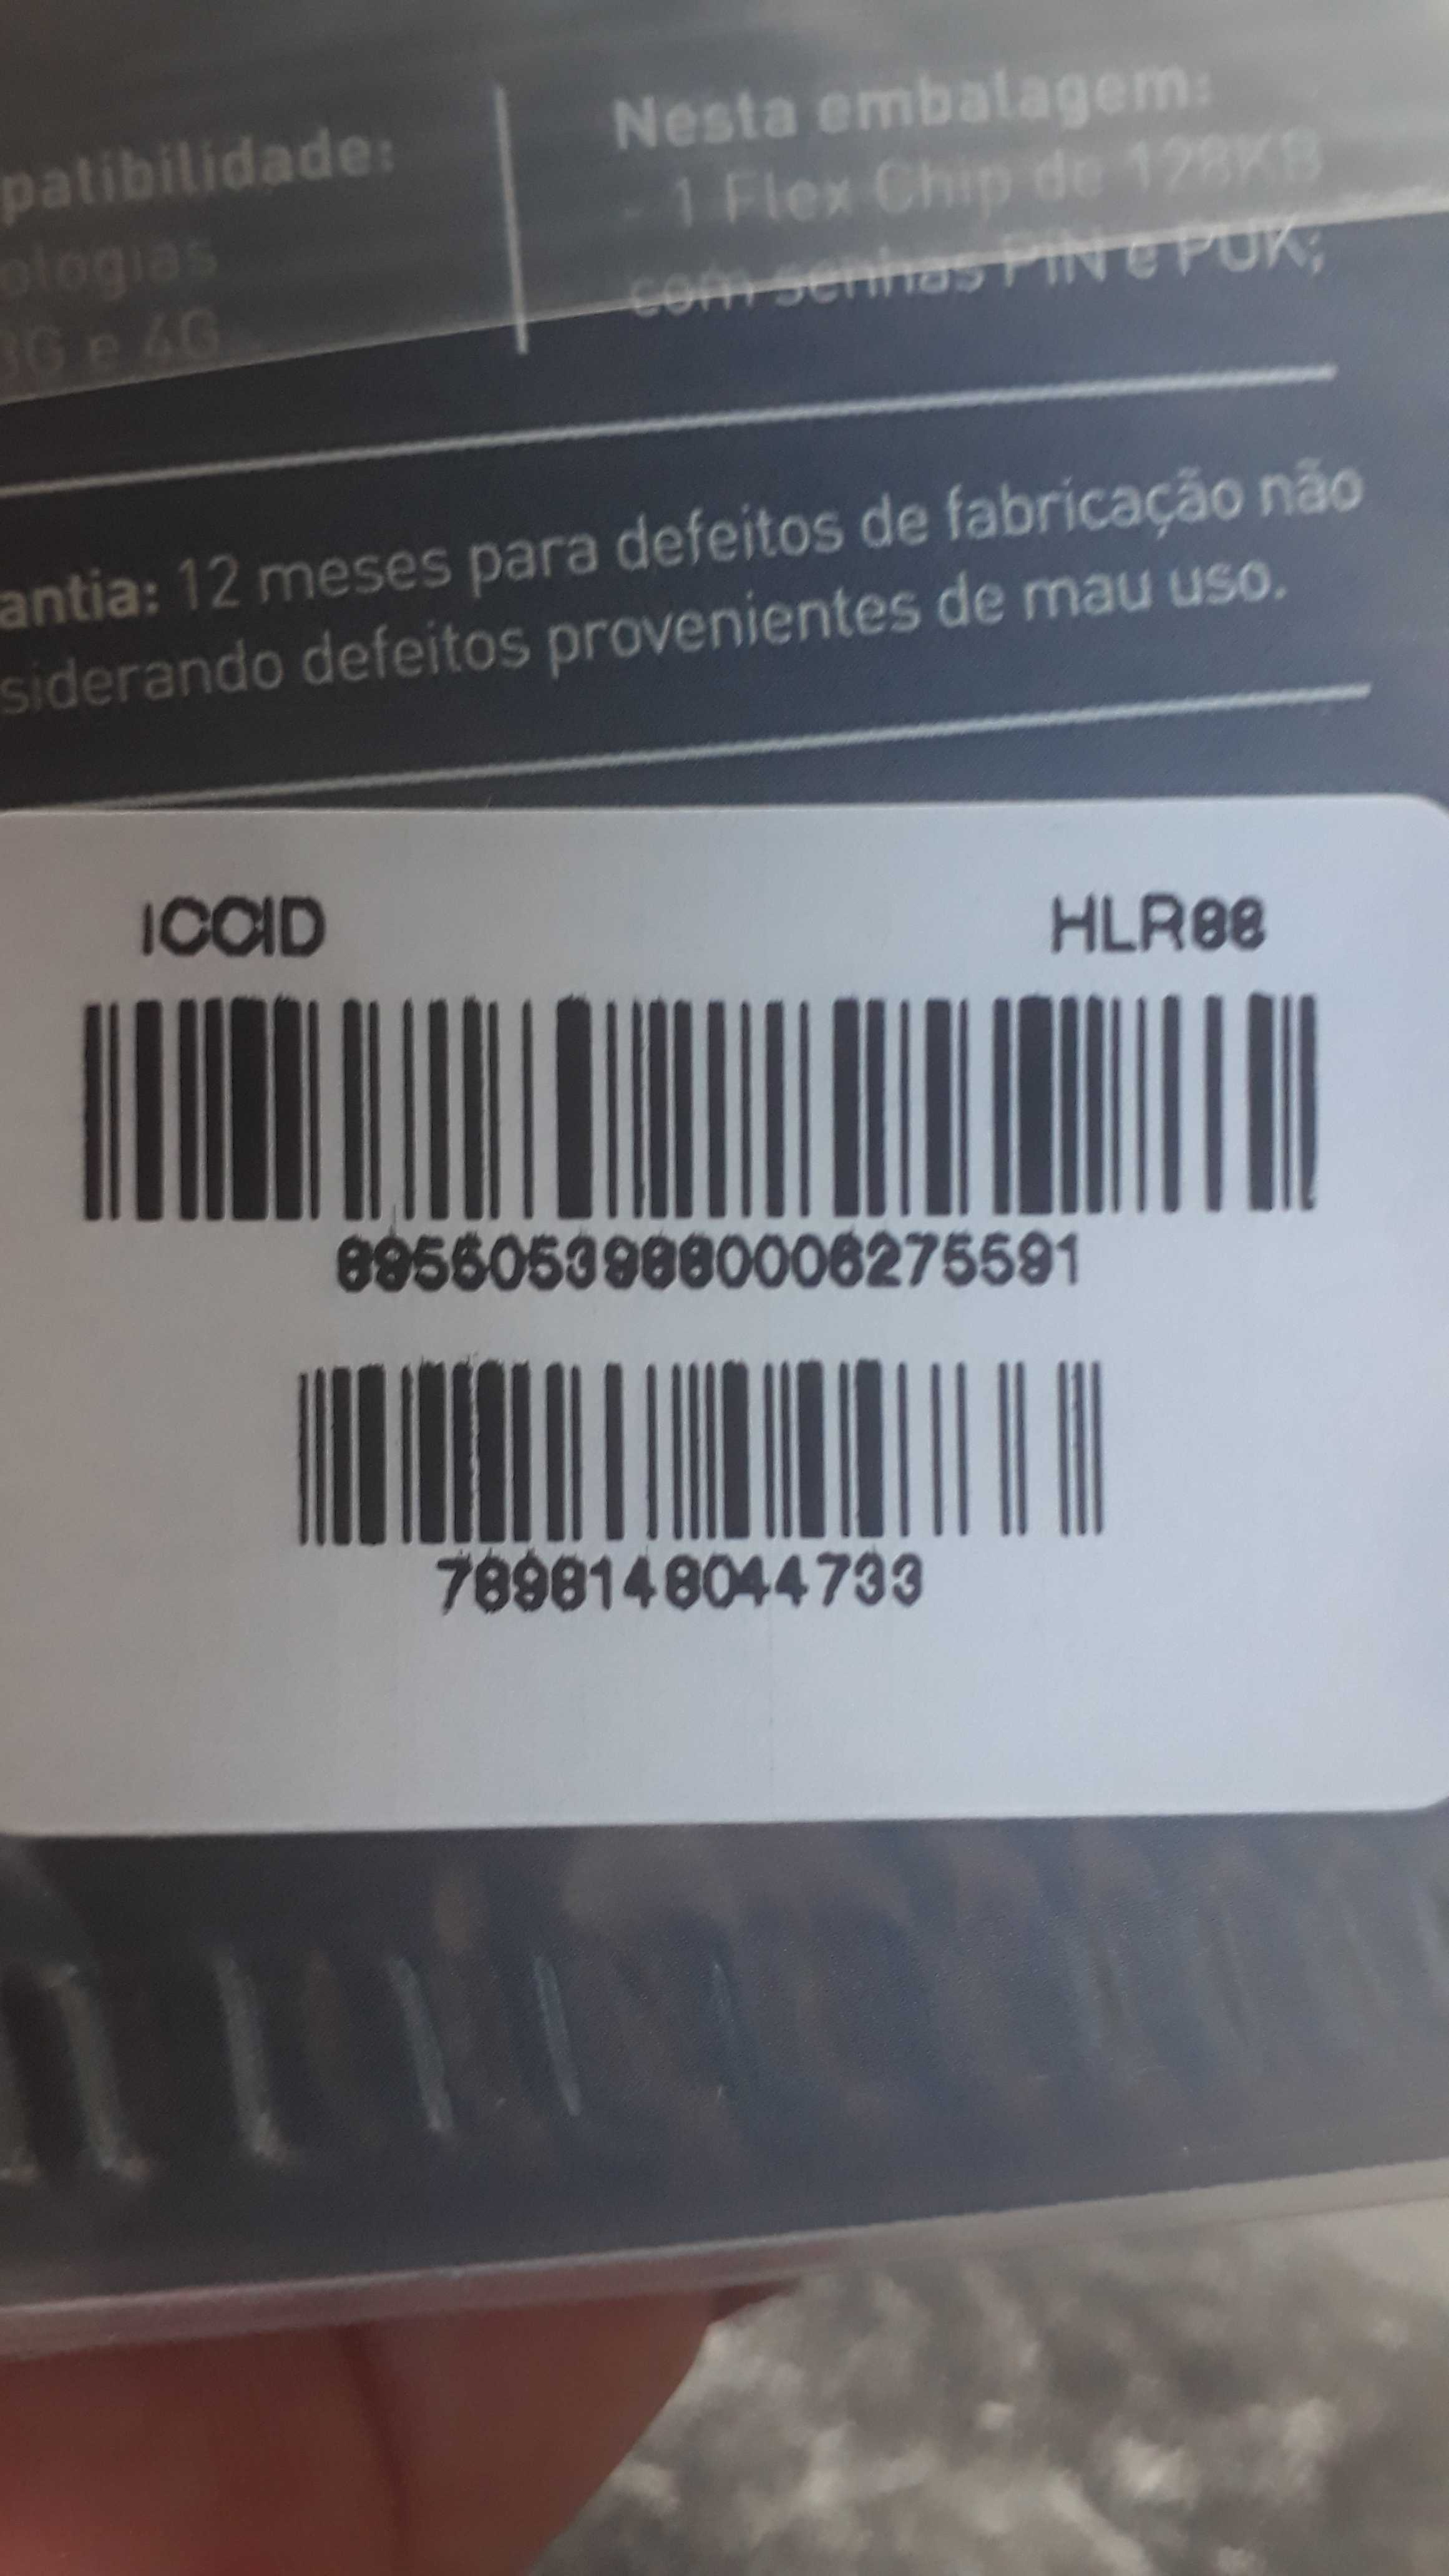 patibilidade:
ologias
3G e 4G
Nesta embalagem:
- 1 Flex Chip de 128KB
com senhas PIN e PUK;
antia: 12 meses para defeitos de fabricação não
siderando defeitos provenientes de mau uso.
ICCID HLR88
89550539880006275591
7898148044733